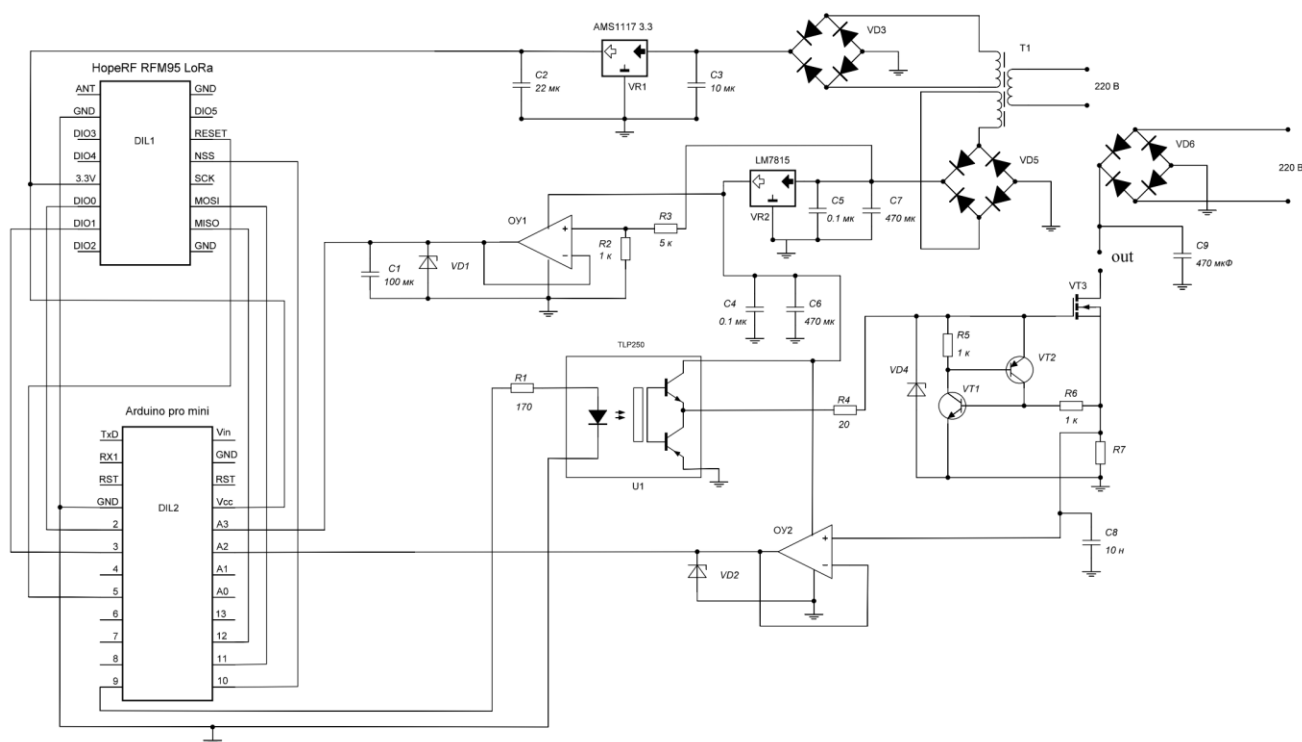 AMS1117 3.3
VD3
T1
HopeRF RFM95 LoRa
C2
22 мк
VR1
C3
10 мк
220 В
ANT
GND
GND
DIO5
DIO3
DIL1
RESET
DIO4
NSS
VD6
3.3V
SCK
LM7815
VD5
220 В
DIO0
MOSI
ОУ1
R3
C5
C7
DIO1
MISO
R2
5 к
VR2
0.1 мк
470 мк
DIO2
GND
1 к
out
C9
470 мкФ
C1
100 мк
VD1
VT3
C4
C6
0.1 мк
470 мк
TLP250
R5
1 к
VT2
R1
VD4
VT1
170
R4
R6
Arduino pro mini
20
1 к
TxD
Vin
RX1
GND
R7
RST
RST
U1
GND
DIL2
Vcc
2
A3
ОУ2
C8
3
A2
10 н
4
A1
VD2
5
A0
6
13
7
12
8
11
9
10